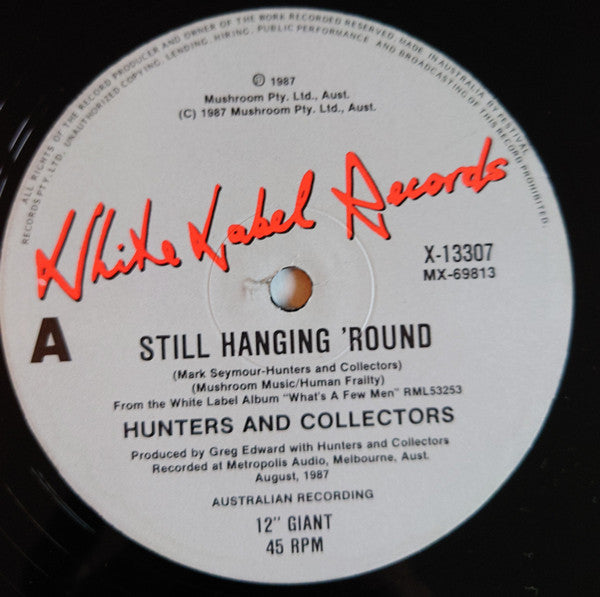 ALL RIGHTS OF THE RECORD PRODUCER AND OWNER OF THE WORK RECORDED RESERVED. MADE IN AUSTRALIA. BY FESTIVAL
RECORDS PTY. LTD. UNAUTHORIZED COPYING, LENDING, HIRING, PUBLIC PERFORMANCE AND BROADCASTING OF THIS RECORD PROHIBITED.
℗ 1987
Mushroom Pty. Ltd., Aust.
(C) 1987 Mushroom Pty. Ltd., Aust.
White Label Records
X-13307
MX-69813
A
STILL HANGING 'ROUND
(Mark Seymour-Hunters and Collectors)
(Mushroom Music/Human Frailty)
From the White Label Album "What's A Few Men" RML53253
HUNTERS AND COLLECTORS
Produced by Greg Edward with Hunters and Collectors
Recorded at Metropolis Audio, Melbourne, Aust.
August, 1987
AUSTRALIAN RECORDING
12" GIANT
45 RPM